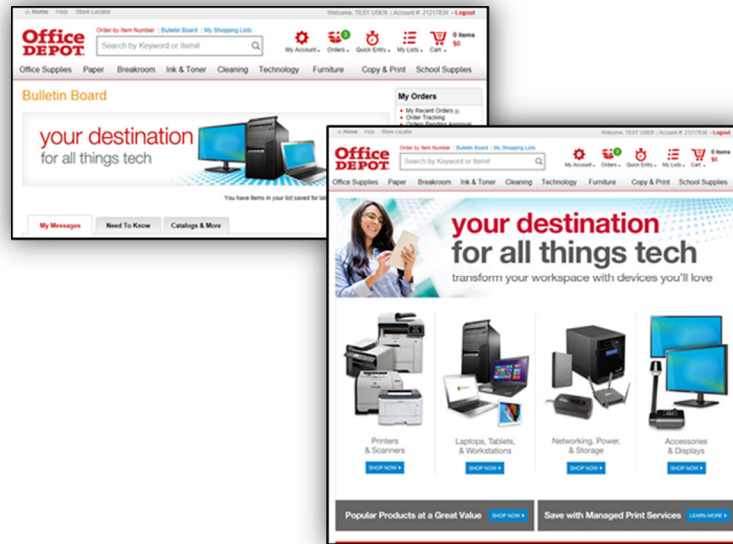 Home Help Store Locator
Welcome, TEST USER | Account #: 21217836 - Logout
Office
DEPOT
Order by Item Number | Bulletin Board | My Shopping Lists
Search by Keyword or Item#
My Account
3
Orders
Quick Entry
My Lists
Cart
0 items
$0
Office Supplies Paper Breakroom Ink & Toner Cleaning Technology Furniture Copy & Print School Supplies
Bulletin Board
your destination
for all things tech
My Orders
My Recent Orders
Order Tracking
Orders Pending Approval
You have items in your list saved for
My Messages
Need To Know
Catalogs & More
Home Help Store Locator
Welcome, TEST USER | Account #: 21217836 - Logout
Office
DEPOT
Order by Item Number | Bulletin Board | My Shopping Lists
Search by Keyword or Item#
My Account
3
Orders
Quick Entry
My Lists
Cart
0 items
$0
Office Supplies Paper Breakroom Ink & Toner Cleaning Technology Furniture Copy & Print School Supplies
your destination
for all things tech
transform your workspace with devices you'll love
Printers
& Scanners
SHOP NOW
Laptops, Tablets,
& Workstations
SHOP NOW
Networking, Power,
& Storage
SHOP NOW
Accessories
& Displays
SHOP NOW
Popular Products at a Great Value SHOP NOW
Save with Managed Print Services LEARN MORE